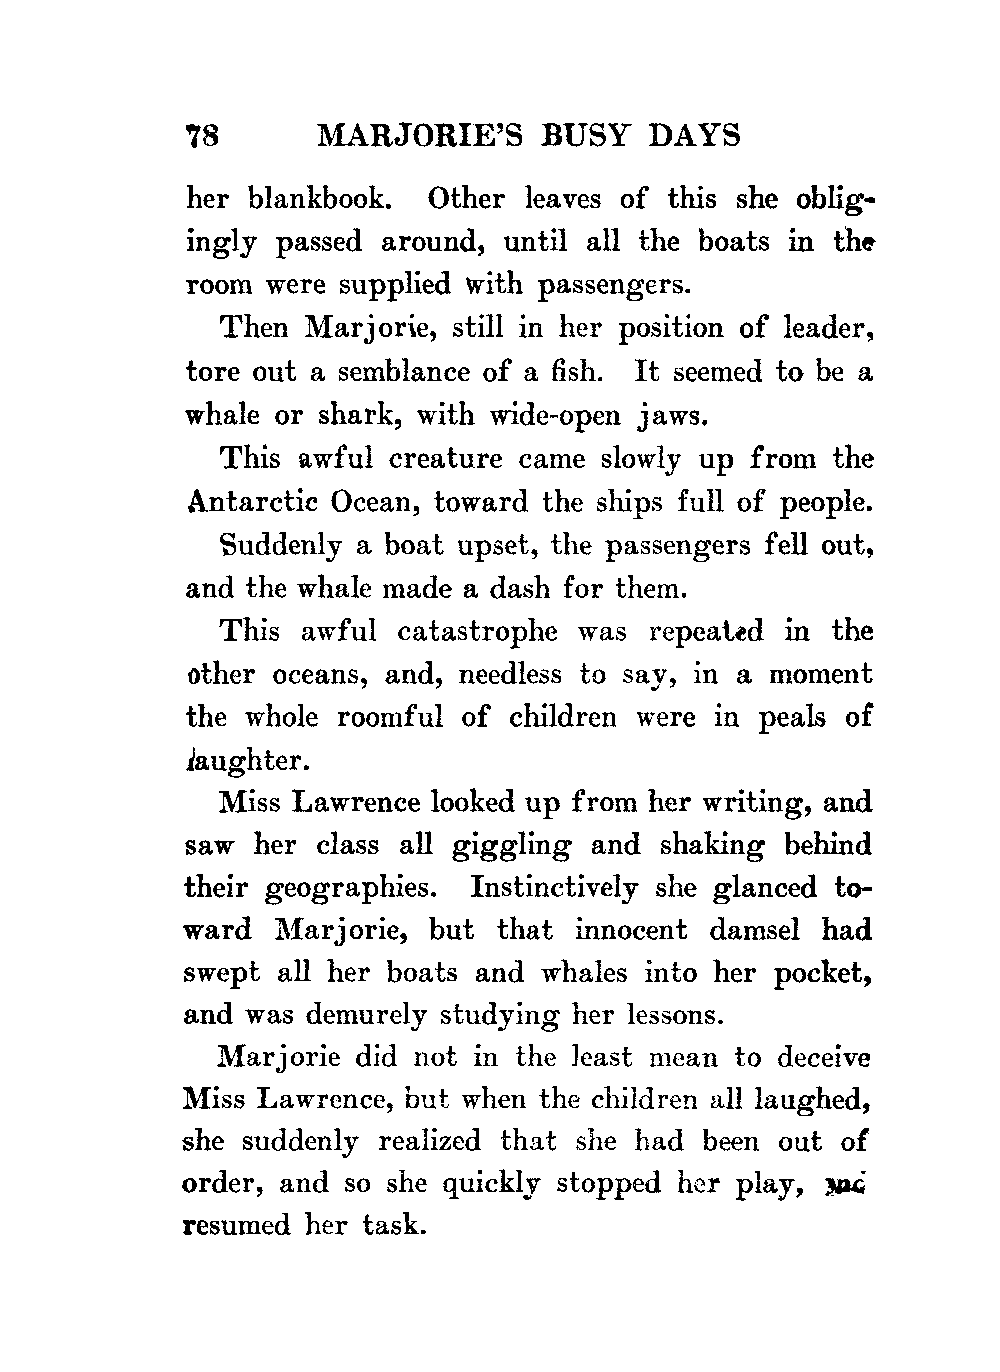 78 MARJORIE'S BUSY DAYS
her blankbook. Other leaves of this she oblig-
ingly passed around, until all the boats in the
room were supplied with passengers.
Then Marjorie, still in her position of leader,
tore out a semblance of a fish. It seemed to be a
whale or shark, with wide-open jaws.
This awful creature came slowly up from the
Antarctic Ocean, toward the ships full of people.
Suddenly a boat upset, the passengers fell out,
and the whale made a dash for them.
This awful catastrophe was repeated in the
other oceans, and, needless to say, in a moment
the whole roomful of children were in peals of
laughter.
Miss Lawrence looked up from her writing, and
saw her class all giggling and shaking behind
their geographies. Instinctively she glanced to-
ward Marjorie, but that innocent damsel had
swept all her boats and whales into her pocket,
and was demurely studying her lessons.
Marjorie did not in the least mean to deceive
Miss Lawrence, but when the children all laughed,
she suddenly realized that she had been out of
order, and so she quickly stopped her play, and
resumed her task.